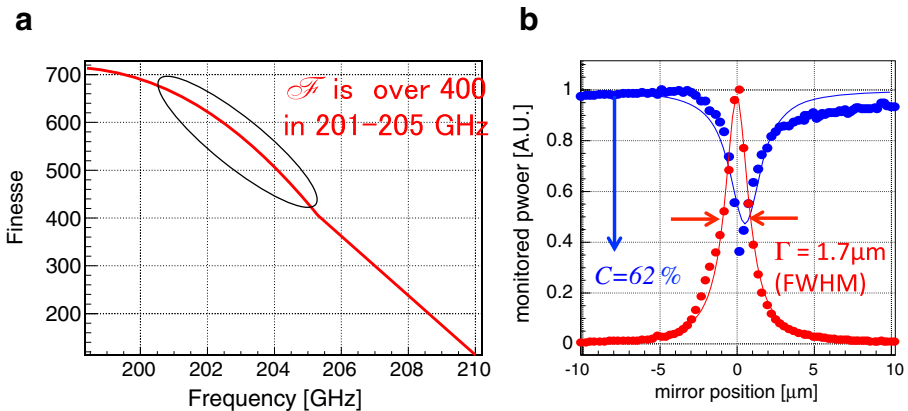 a
Finesse
700
600
500
400
300
200
198
200
202
204
206
208
210
Frequency [GHz]
ℱ is over 400
in 201-205 GHz
b
monitored pwoer [A.U.]
1
0.8
0.6
0.4
0.2
0
-10
-5
0
5
10
mirror position [μm]
C=62 %
Γ = 1.7μm
(FWHM)